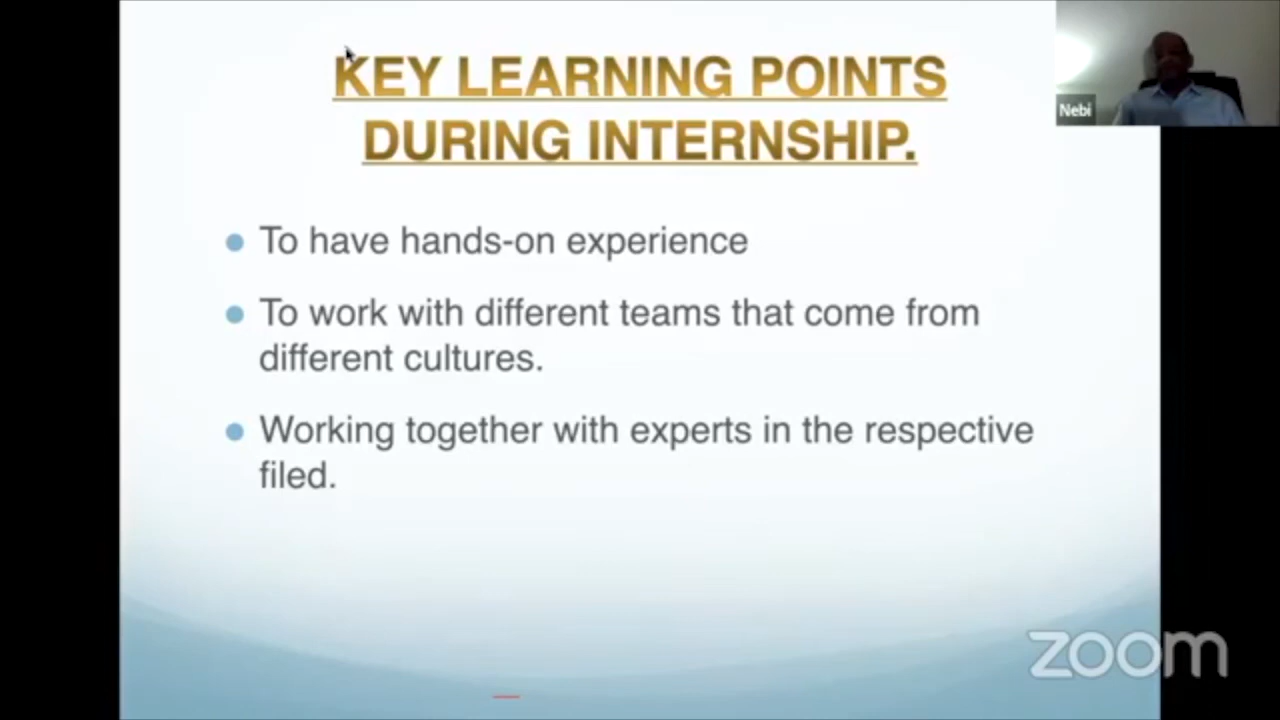 KEY LEARNING POINTS
DURING INTERNSHIP.
Nebi
To have hands-on experience
To work with different teams that come from
different cultures.
Working together with experts in the respective
filed.
zoom